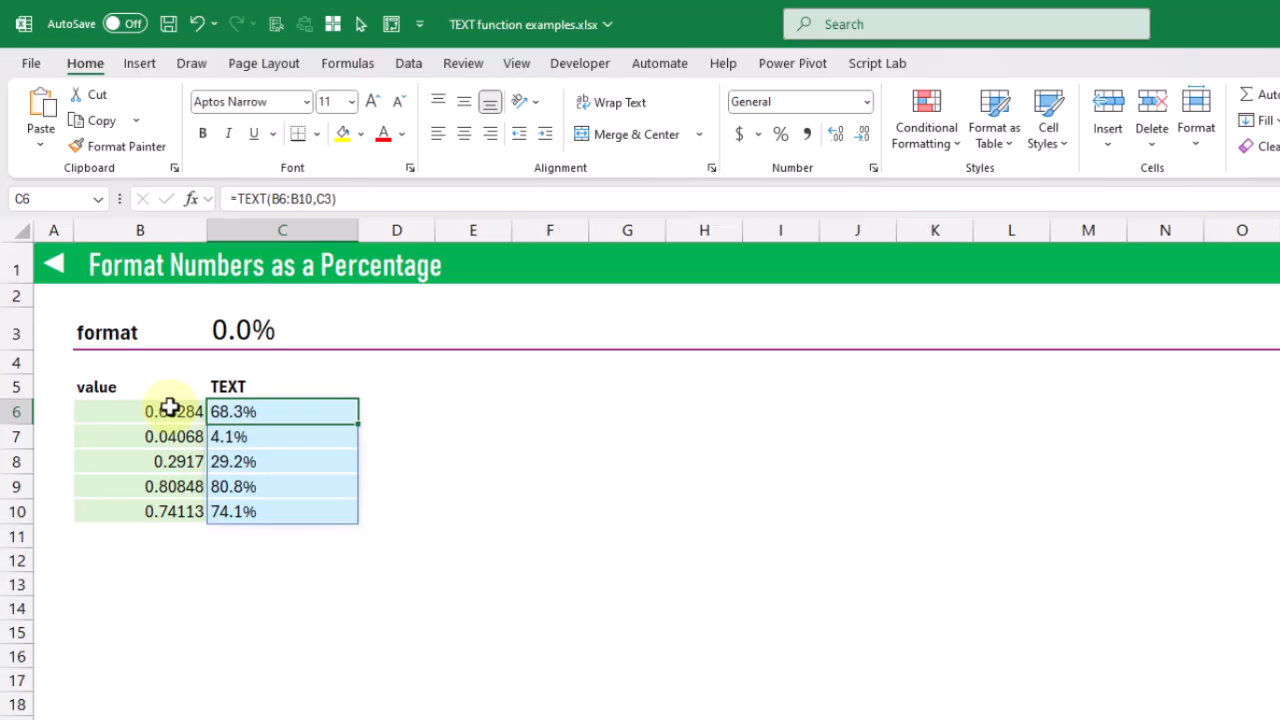 AutoSave Off TEXT function examples.xlsx Search
File Home Insert Draw Page Layout Formulas Data Review View Developer Automate Help Power Pivot Script Lab
Paste Cut Copy Format Painter
Clipboard
Aptos Narrow 11
B I U A
Font
Wrap Text
Merge & Center
Alignment
General
$ % 9
Number
Conditional Formatting Format as Table Cell Styles
Styles
Insert Delete Format
Cells
Fill
C6 fx =TEXT(B6:B10,C3)
A B C D E F G H I J K L M N O
1 Format Numbers as a Percentage
2
3 format 0.0%
4
5 value TEXT
6 68.3%
7 0.04068 4.1%
8 0.2917 29.2%
9 0.80848 80.8%
10 0.74113 74.1%
11
12
13
14
15
16
17
18